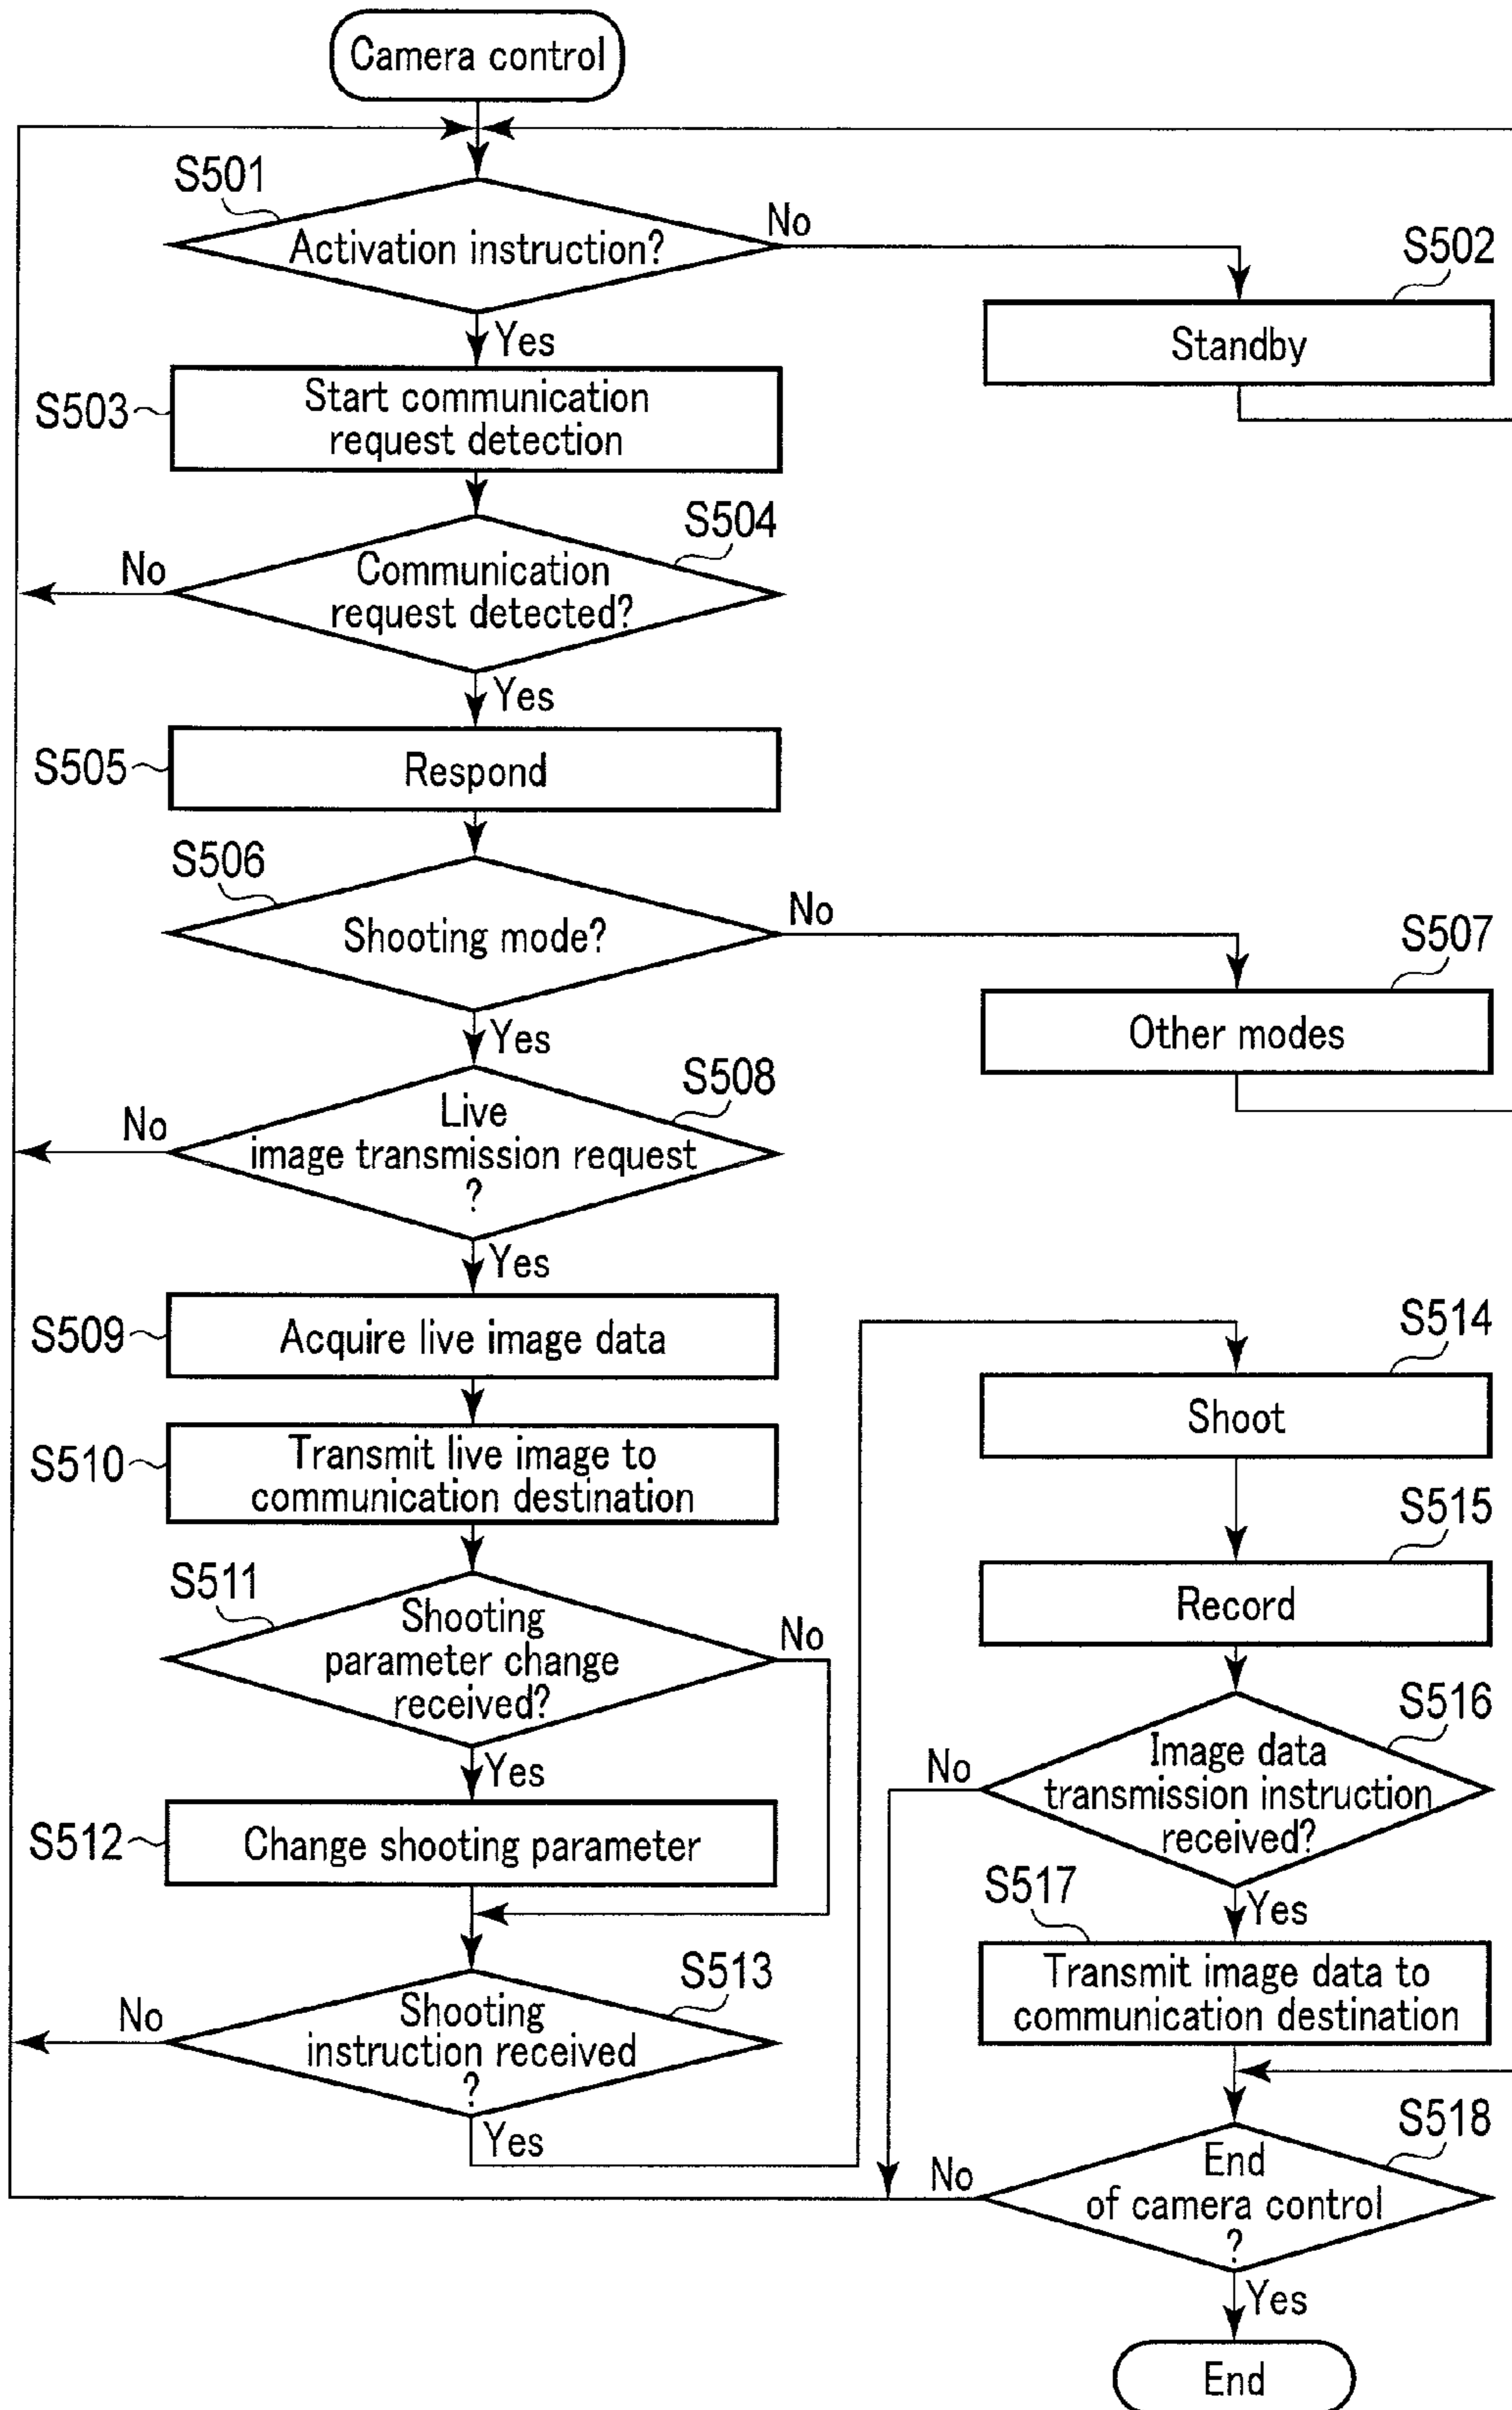 Camera control
S501
Activation instruction?
No
S502
Standby
Yes
S503
Start communication
request detection
S504
Communication
request detected?
No
Yes
S505
Respond
S506
Shooting mode?
No
S507
Other modes
Yes
S508
Live
image transmission request
?
No
Yes
S509
Acquire live image data
S510
Transmit live image to
communication destination
S511
Shooting
parameter change
received?
No
Yes
S512
Change shooting parameter
S513
Shooting
instruction received
?
No
Yes
S514
Shoot
S515
Record
S516
Image data
transmission instruction
received?
No
Yes
S517
Transmit image data to
communication destination
S518
End
of camera control
?
No
Yes
End